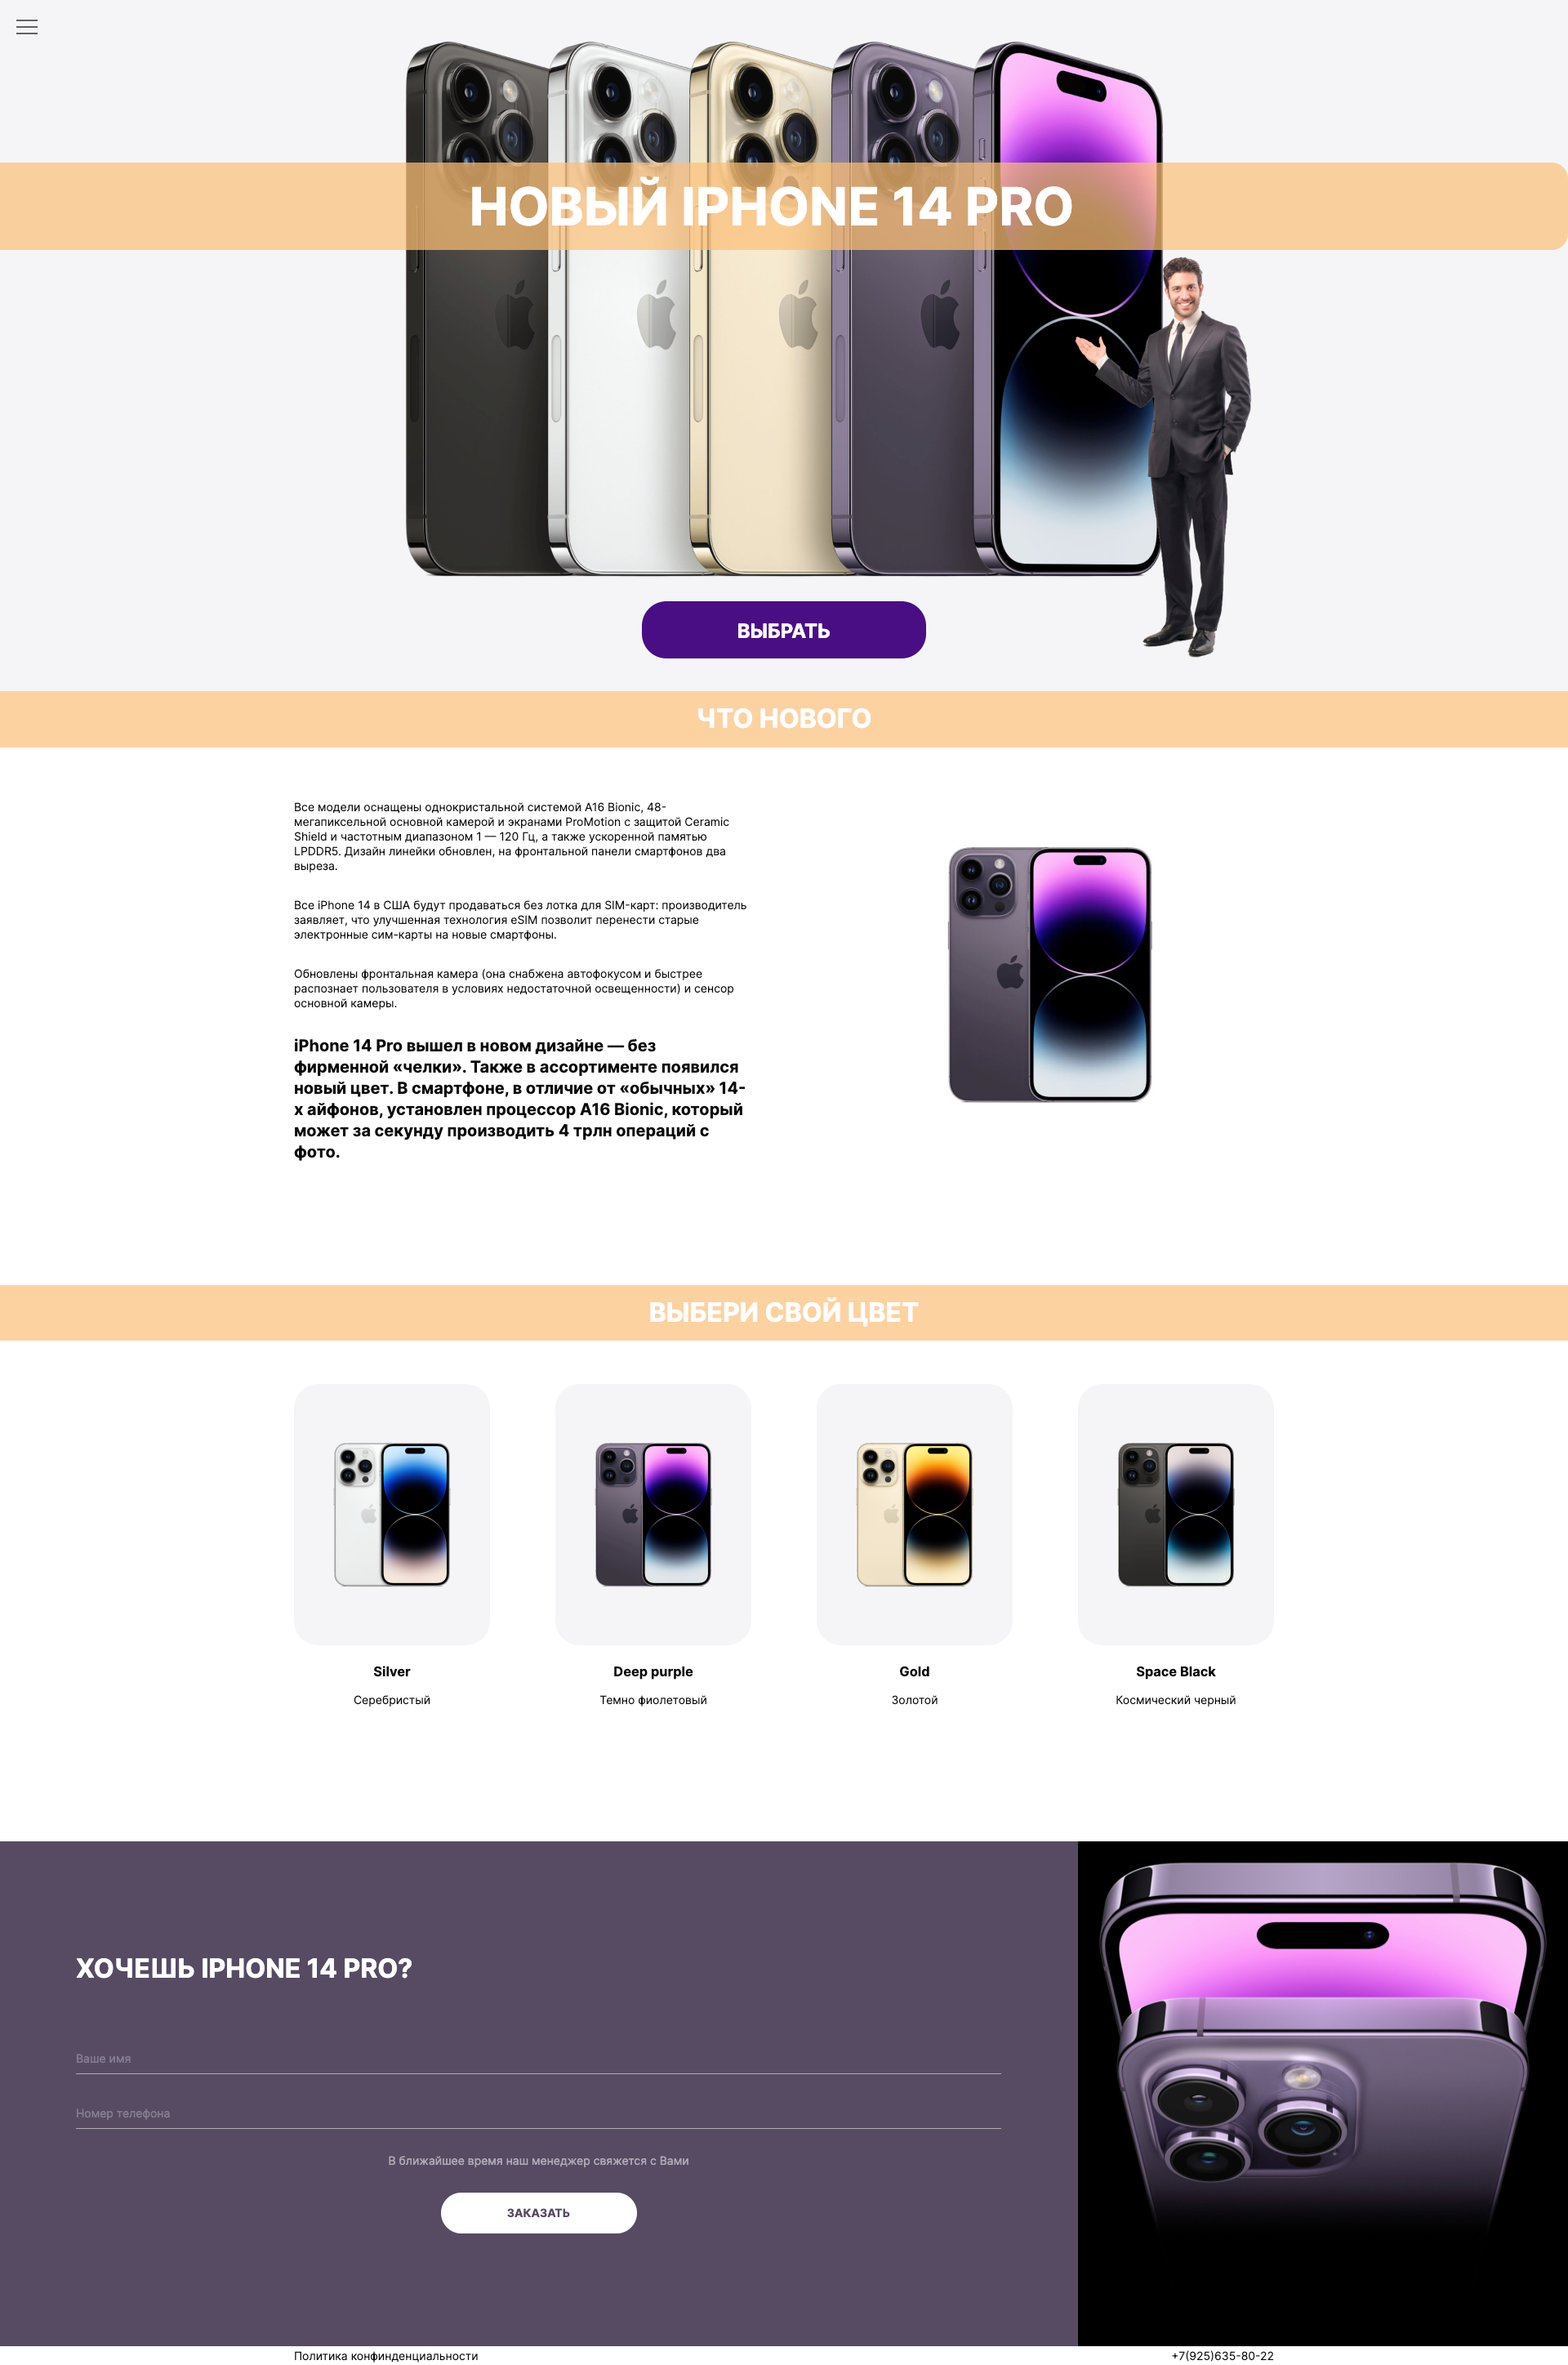 НОВЫЙ IPHONE 14 PRO
ВЫБРАТЬ
ЧТО НОВОГО
Все модели оснащены однокристальной системой A16 Bionic, 48-
мегапиксельной основной камерой и экранами ProMotion с защитой Ceramic
Shield и частотным диапазоном 1 — 120 Гц, а также ускоренной памятью
LPDDR5. Дизайн линейки обновлен, на фронтальной панели смартфонов два
выреза.
Все iPhone 14 в США будут продаваться без лотка для SIM-карт: производитель
заявляет, что улучшенная технология eSIM позволит перенести старые
электронные сим-карты на новые смартфоны.
Обновлены фронтальная камера (она снабжена автофокусом и быстрее
распознает пользователя в условиях недостаточной освещенности) и сенсор
основной камеры.
iPhone 14 Pro вышел в новом дизайне — без
фирменной «челки». Также в ассортименте появился
новый цвет. В смартфоне, в отличие от «обычных» 14-
х айфонов, установлен процессор A16 Bionic, который
может за секунду производить 4 трлн операций с
фото.
ВЫБЕРИ СВОЙ ЦВЕТ
Silver
Серебристый
Deep purple
Темно фиолетовый
Gold
Золотой
Space Black
Космический черный
ХОЧЕШЬ IPHONE 14 PRO?
Ваше имя
Номер телефона
В ближайшее время наш менеджер свяжется с Вами
ЗАКАЗАТЬ
Политика конфинденциальности
+7(925)635-80-22